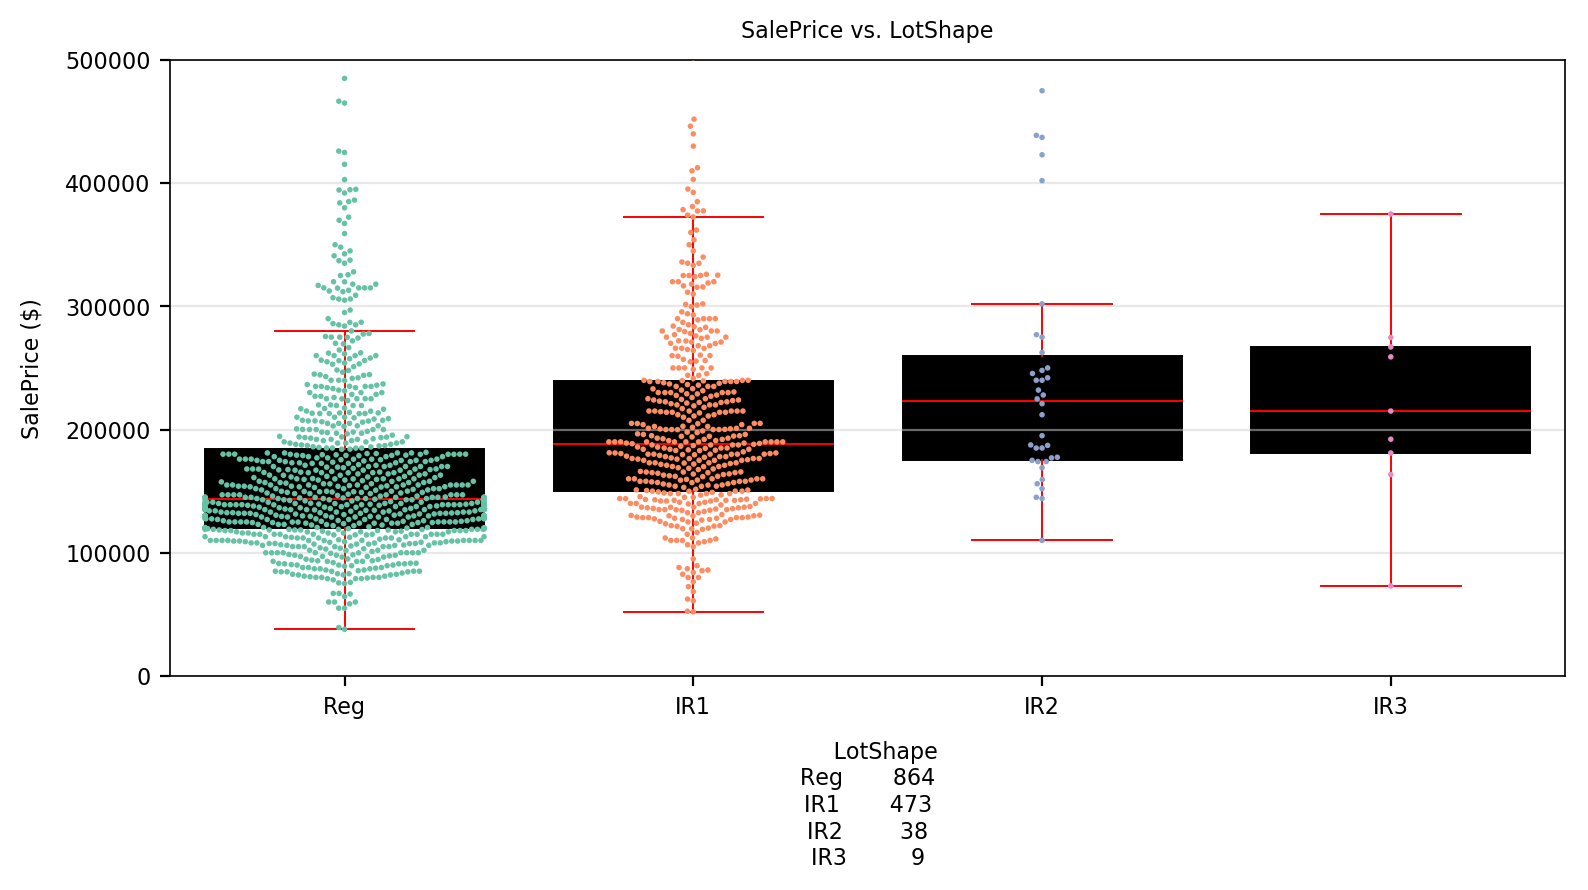 SalePrice vs. LotShape
SalePrice ($)
500000
400000
300000
200000
100000
0
Reg IR1 IR2 IR3
LotShape
Reg 864
IR1 473
IR2 38
IR3 9